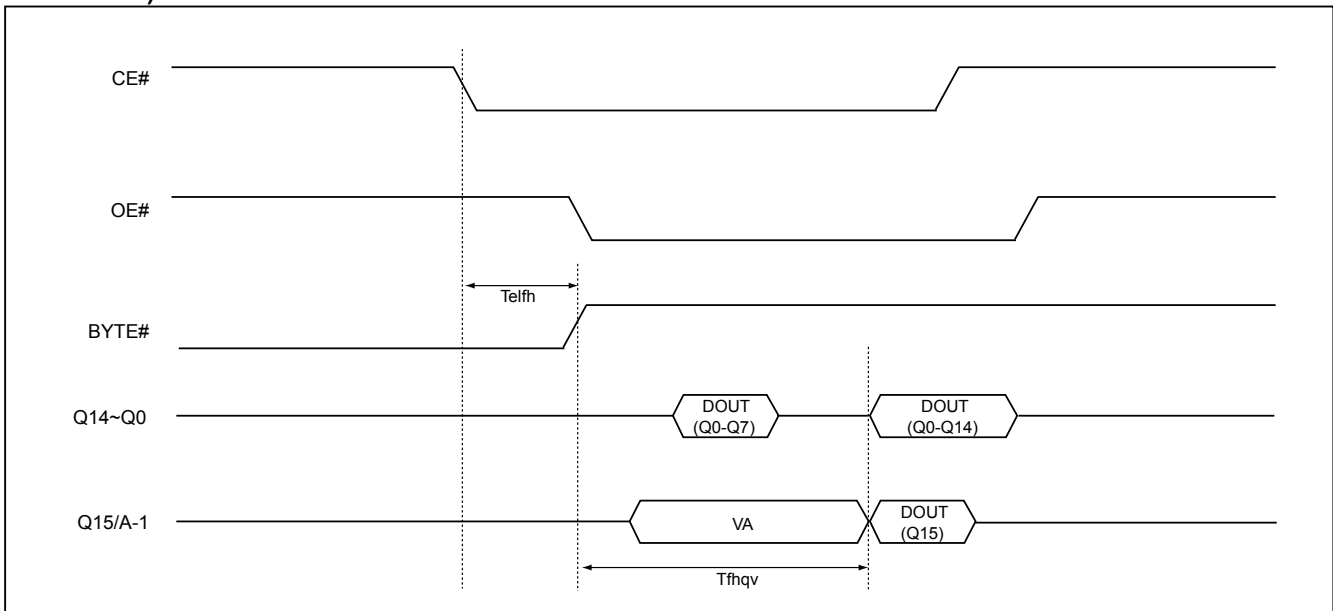 CE#
OE#
Telfh
BYTE#
Q14~Q0
DOUT
(Q0-Q7)
DOUT
(Q0-Q14)
Q15/A-1
VA
DOUT
(Q15)
Tfhqv